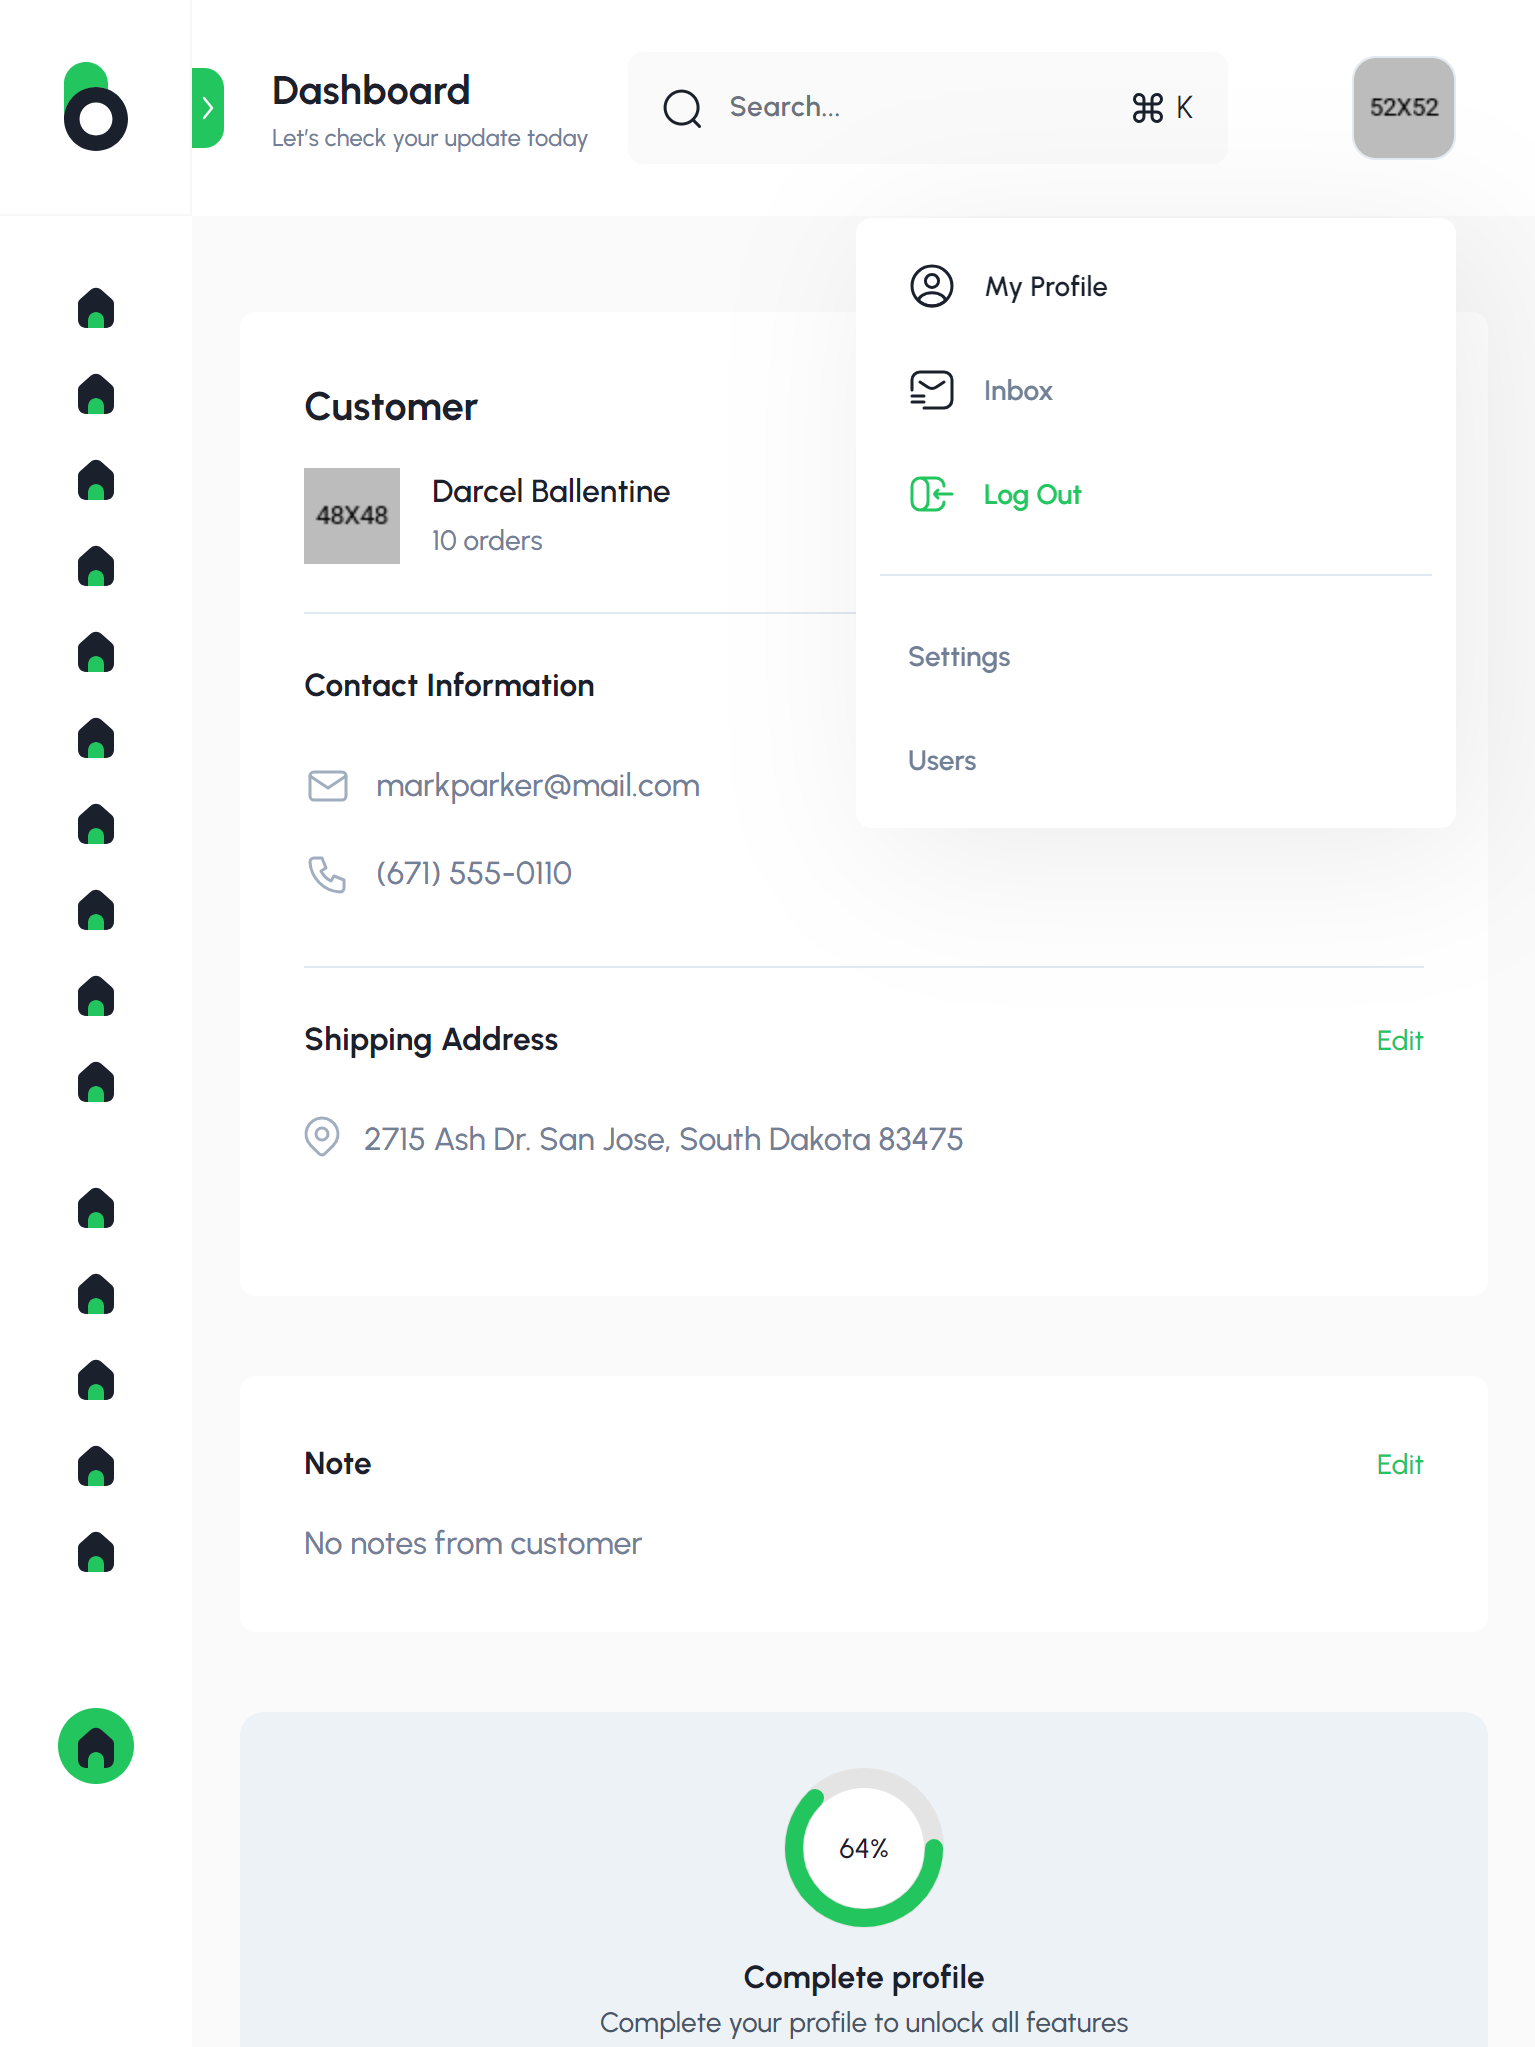 Dashboard
Let's check your update today
Search...
⌘ K
52X52
My Profile
Inbox
Log Out
Settings
Users
Customer
48X48
Darcel Ballentine
10 orders
Contact Information
markparker@mail.com
(671) 555-0110
Shipping Address
Edit
2715 Ash Dr. San Jose, South Dakota 83475
Note
Edit
No notes from customer
64%
Complete profile
Complete your profile to unlock all features